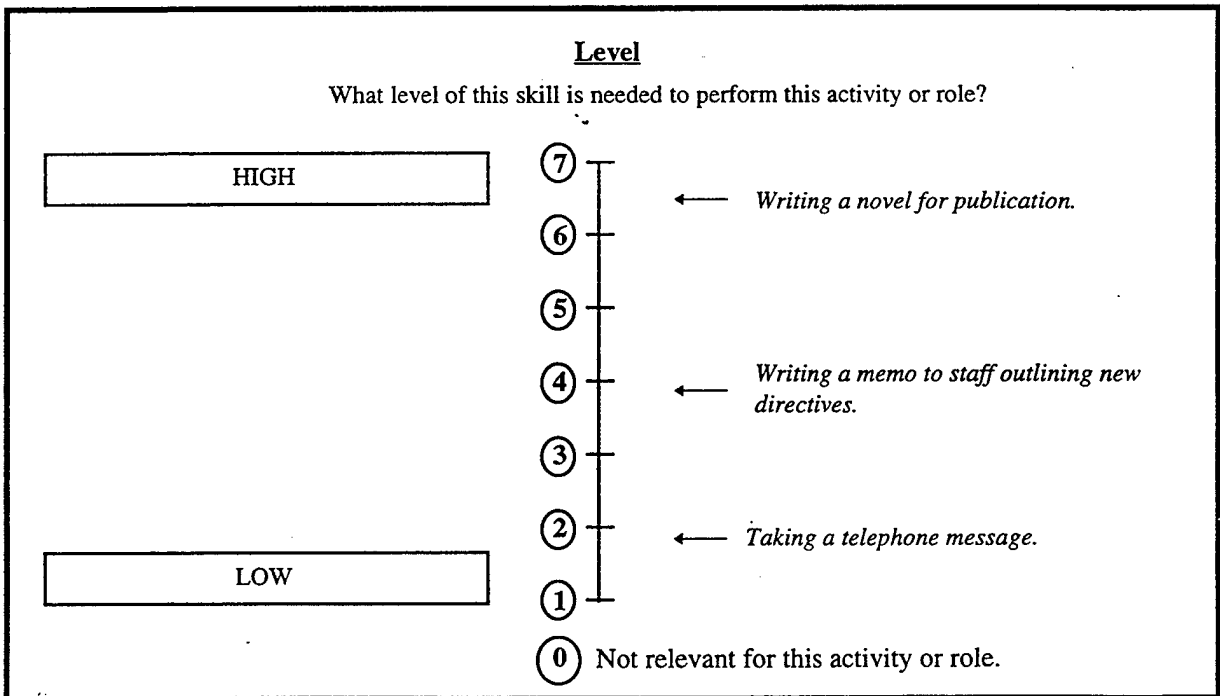 Level
What level of this skill is needed to perform this activity or role?
HIGH
7
Writing a novel for publication.
6
5
4
Writing a memo to staff outlining new
directives.
3
2
Taking a telephone message.
LOW
1
0 Not relevant for this activity or role.